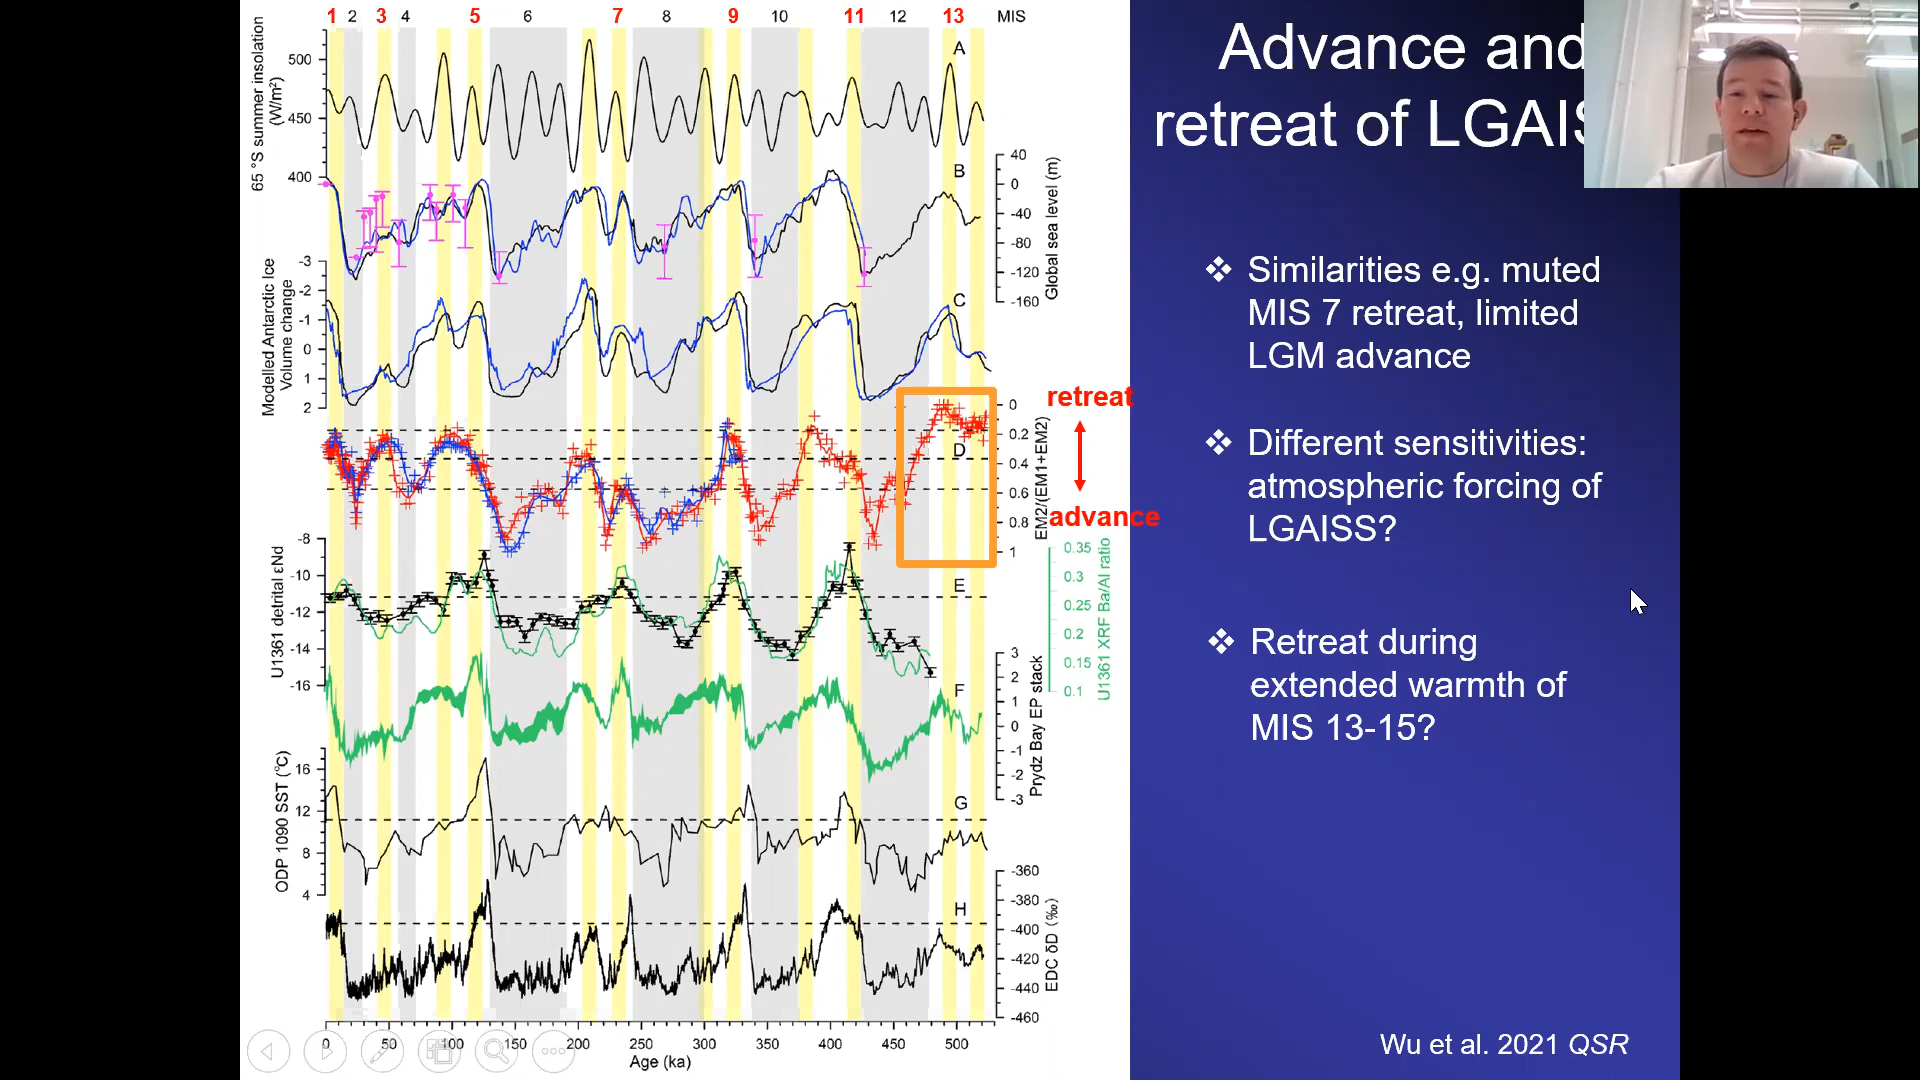 1 2 3 4 5 6 7 8 9 10 11 12 13 MIS
65 °S summer insolation
(W/m²)
500
450
400
A
Global sea level (m)
40
0
-40
-80
-120
-160
B
Modelled Antarctic Ice
Volume change
-3
-2
-1
0
1
2
C
EM2/(EM1+EM2)
0
0.2
0.4
0.6
0.8
1
D
retreat
advance
U1361 detrital εNd
-8
-10
-12
-14
-16
E
U1361 XRF Ba/Al ratio
0.35
0.3
0.25
0.2
0.15
0.1
Prydz Bay EP stack
3
2
1
0
-1
-2
-3
F
ODP 1090 SST (°C)
16
12
8
4
G
EDC δD (‰)
-360
-380
-400
-420
-440
-460
H
0 50 100 150 200 250 300 350 400 450 500
Age (ka)
Advance and
retreat of LGAIS
❖ Similarities e.g. muted
MIS 7 retreat, limited
LGM advance
❖ Different sensitivities:
atmospheric forcing of
LGAISS?
❖ Retreat during
extended warmth of
MIS 13-15?
Wu et al. 2021 QSR